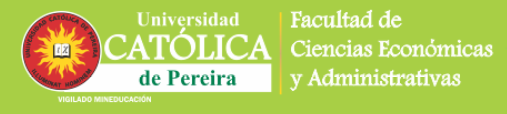 Universidad
CATÓLICA
de Pereira
VIGILADO MINEDUCACIÓN
Facultad de
Ciencias Económicas
y Administrativas